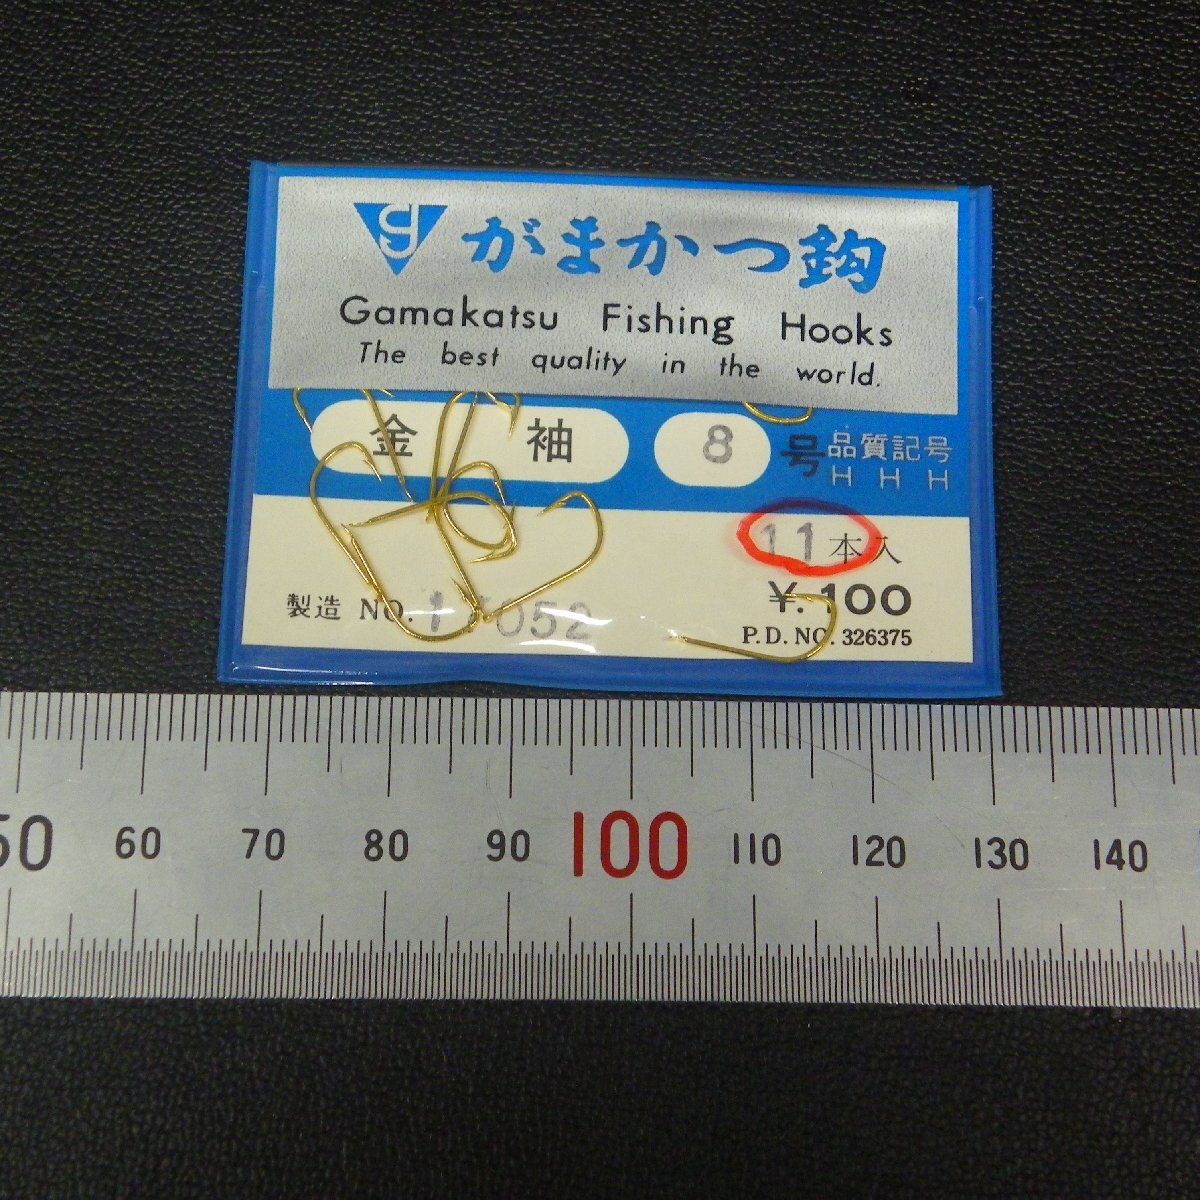 がまかつ鈎
Gamakatsu Fishing Hooks
The best quality in the world.
金 袖 8 号 品質記号
H H H
11本入
¥.100
製造 NO.
P.D. NO. 326375
50 60 70 80 90 100 110 120 130 140